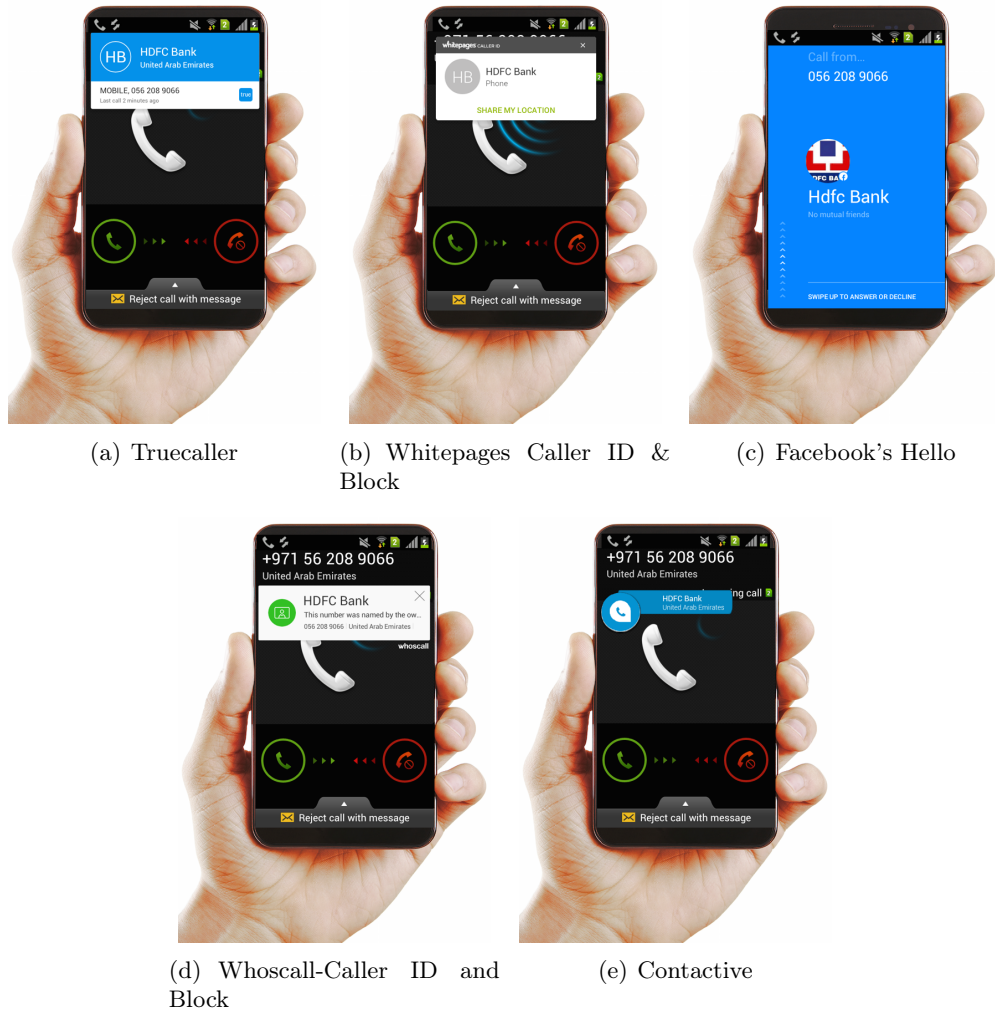 HB
HDFC Bank
United Arab Emirates
MOBILE, 056 208 9066
Last call 2 minutes ago
true
Reject call with message
whitepages CALLER ID
×
HB
HDFC Bank
Phone
SHARE MY LOCATION
Reject call with message
Call from...
056 208 9066
Hdfc Bank
No mutual friends
SWIPE UP TO ANSWER OR DECLINE
(a) Truecaller
(b) Whitepages Caller ID &
Block
(c) Facebook's Hello
+971 56 208 9066
United Arab Emirates
HDFC Bank
This number was named by the ow...
056 208 9066 United Arab Emirates
whoscall
Reject call with message
+971 56 208 9066
United Arab Emirates
call
HDFC Bank
United Arab Emirates
Reject call with message
(d) Whoscall-Caller ID and
Block
(e) Contactive